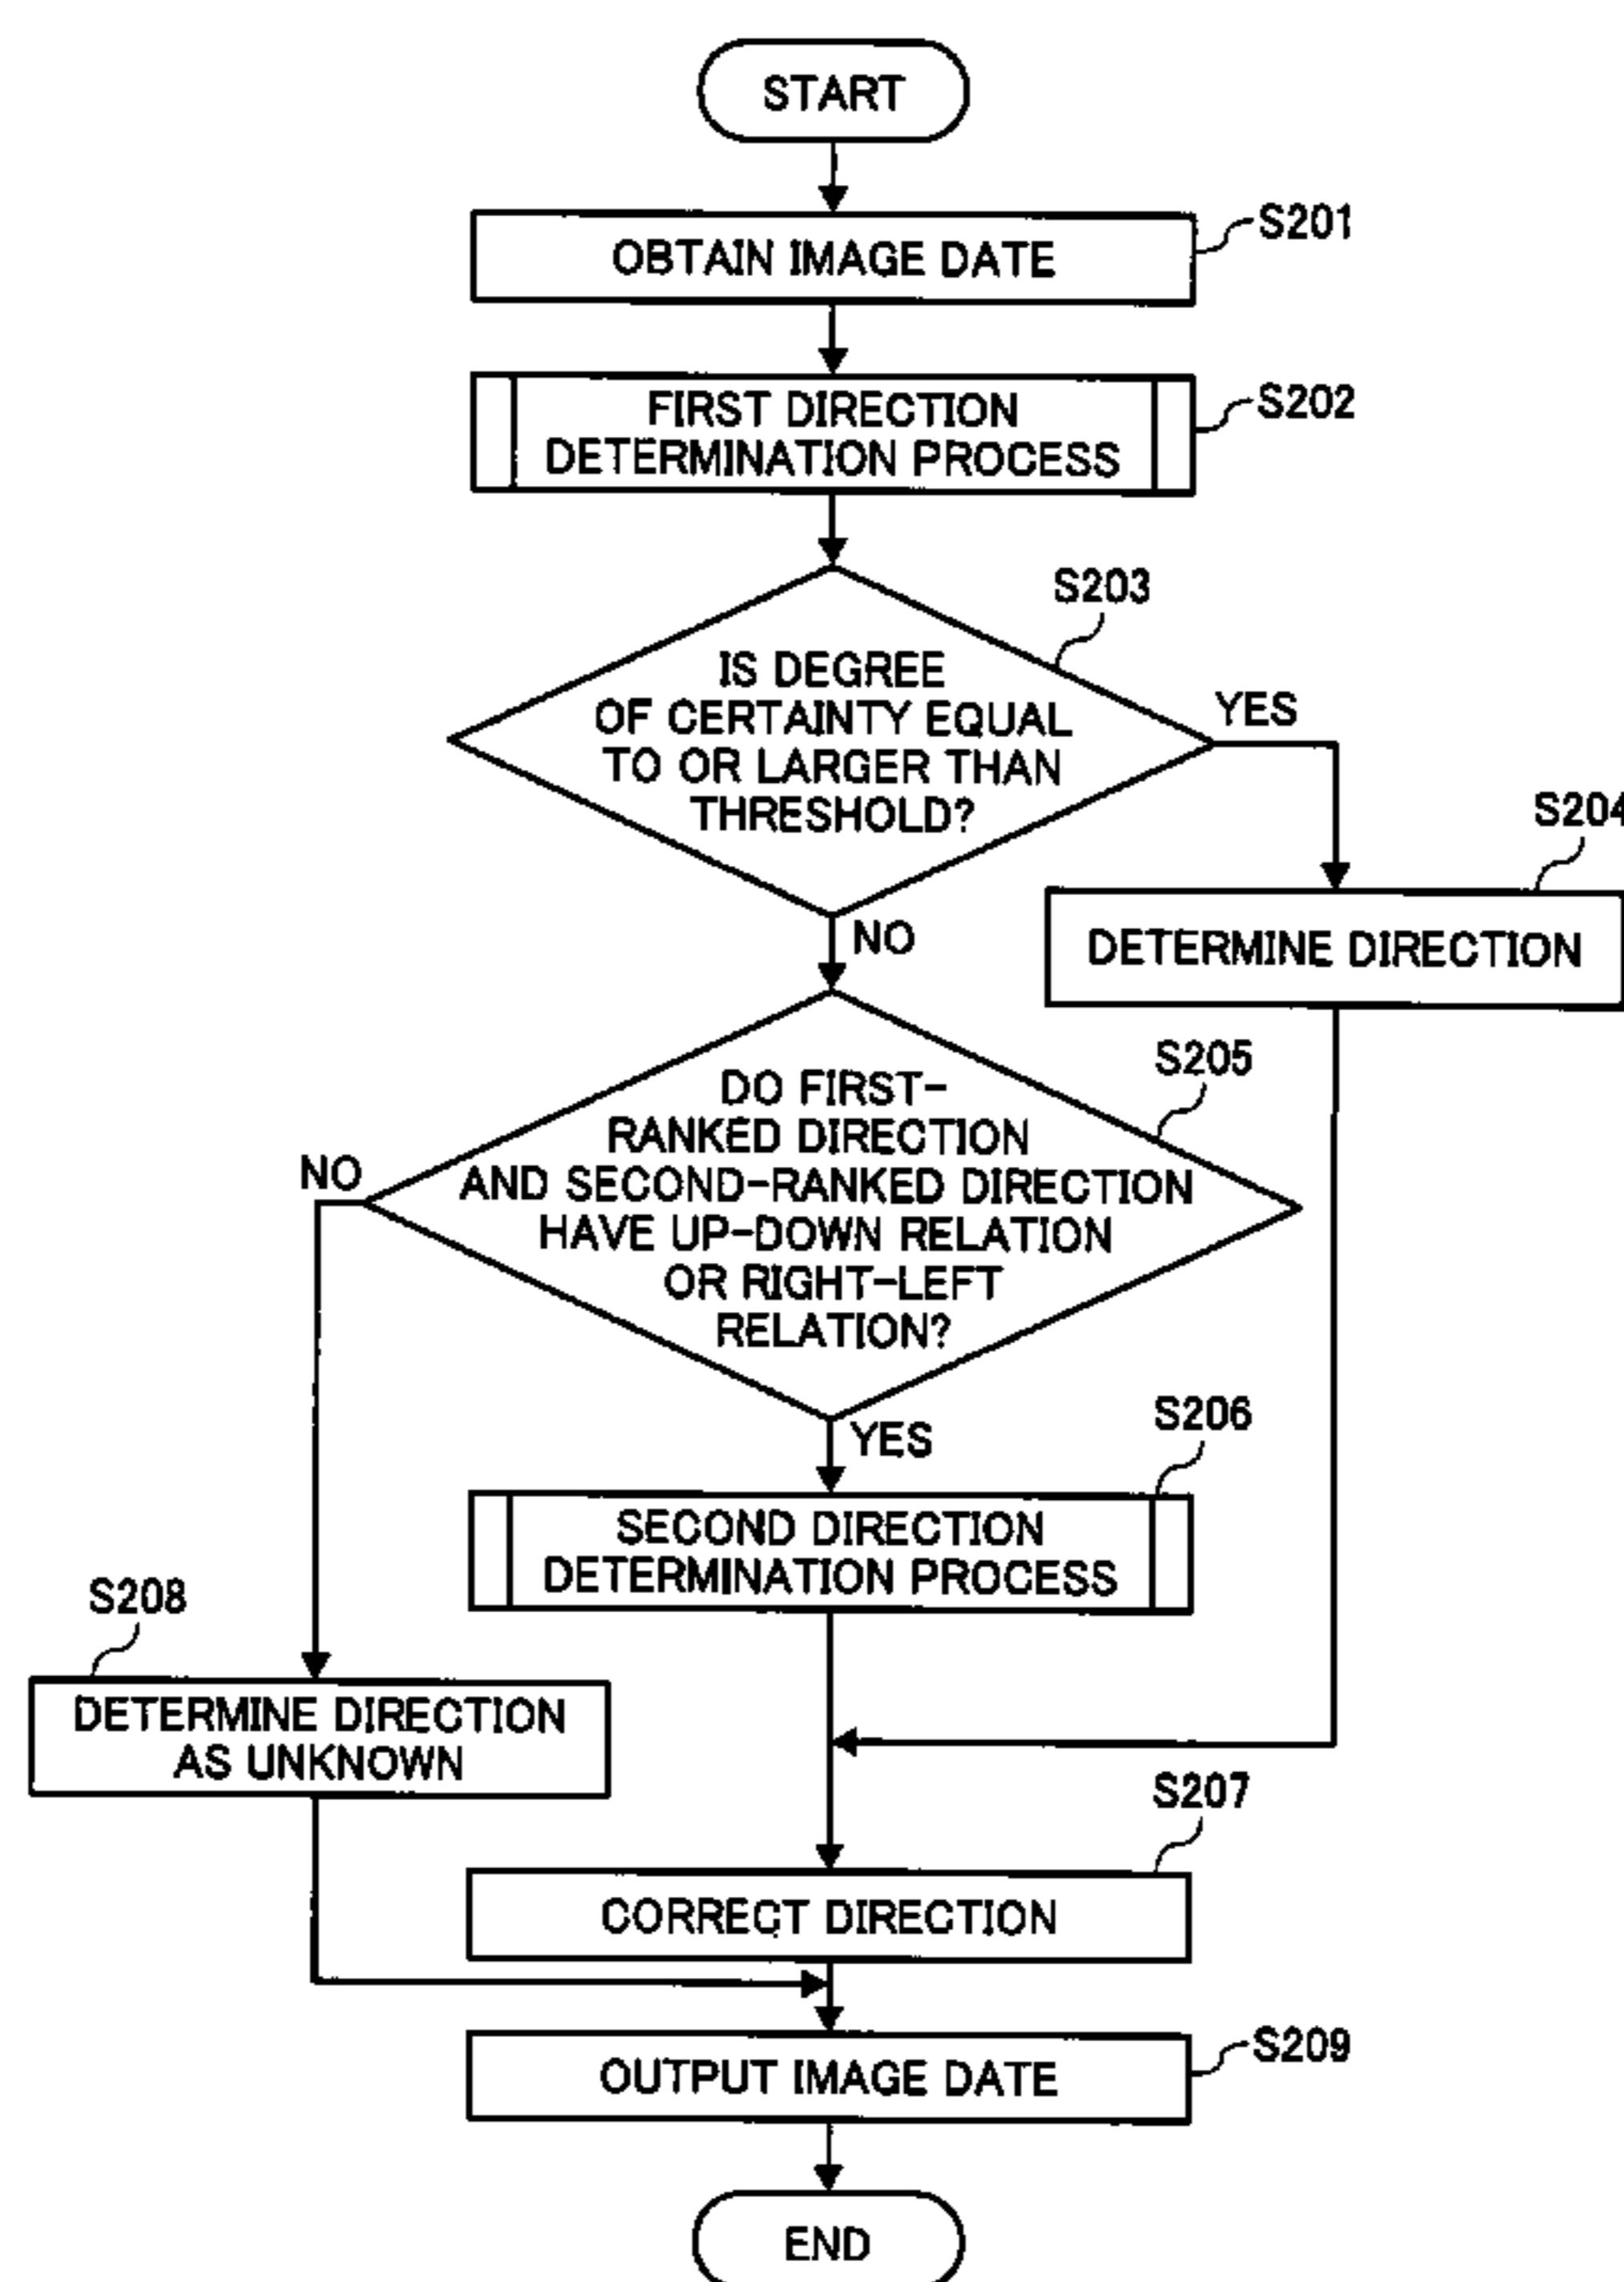 START
OBTAIN IMAGE DATE
S201
FIRST DIRECTION
DETERMINATION PROCESS
S202
S203
IS DEGREE
OF CERTAINTY EQUAL
TO OR LARGER THAN
THRESHOLD?
YES
S204
DETERMINE DIRECTION
NO
S205
DO FIRST-
RANKED DIRECTION
AND SECOND-RANKED DIRECTION
HAVE UP-DOWN RELATION
OR RIGHT-LEFT
RELATION?
NO
YES
S206
SECOND DIRECTION
DETERMINATION PROCESS
S208
DETERMINE DIRECTION
AS UNKNOWN
S207
CORRECT DIRECTION
OUTPUT IMAGE DATE
S209
END